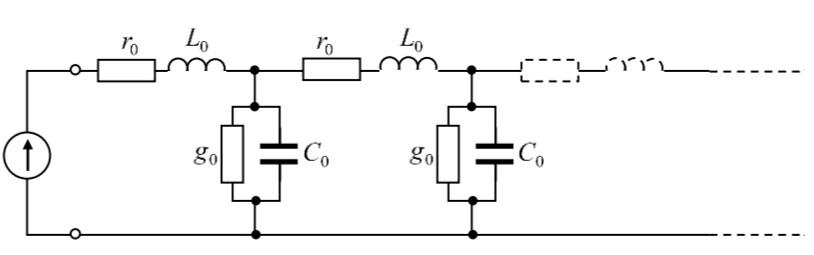 r₀ L₀ r₀ L₀
g₀ C₀ g₀ C₀